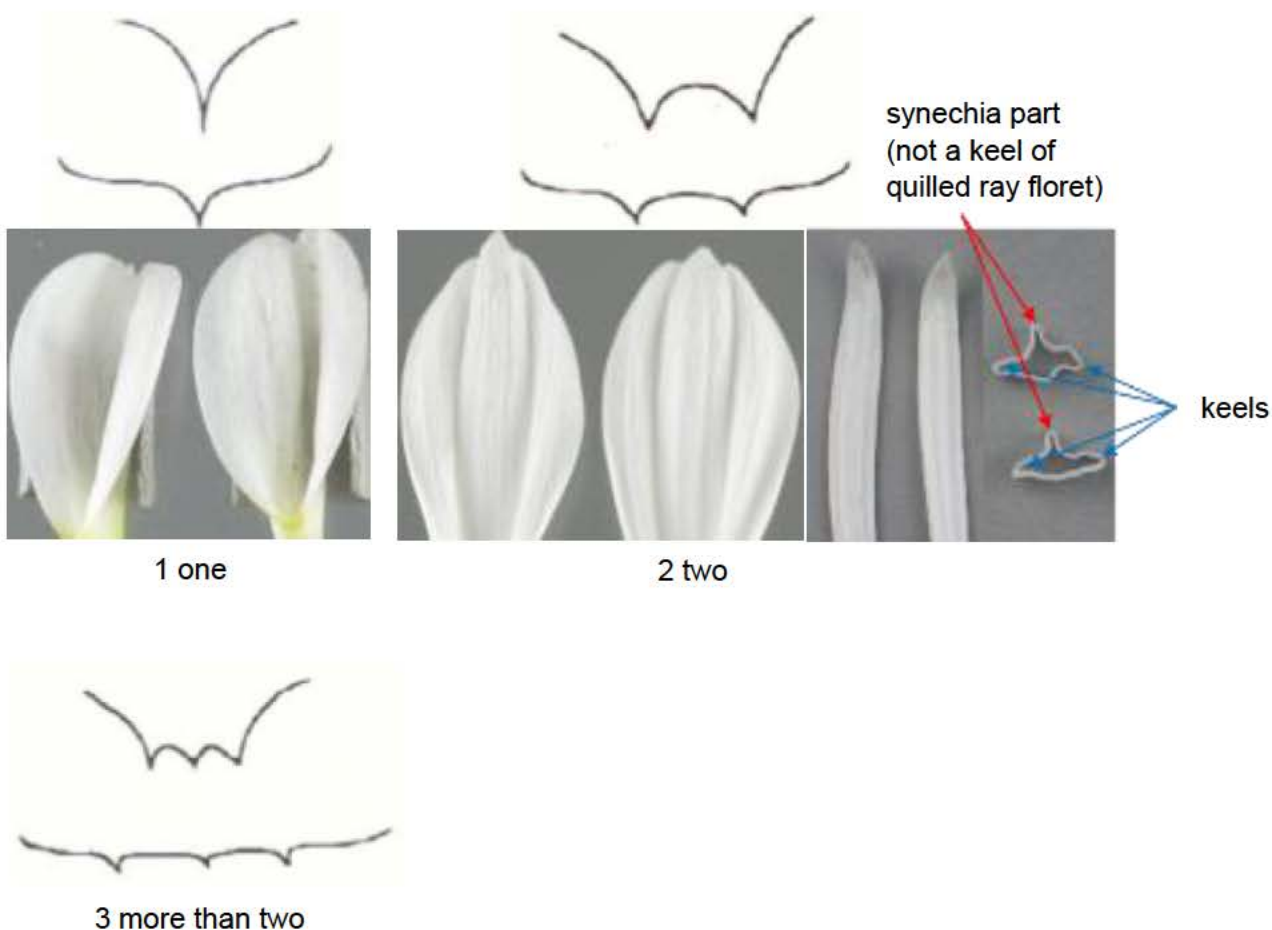 synechia part
(not a keel of
quilled ray floret)
keels
1 one
2 two
3 more than two